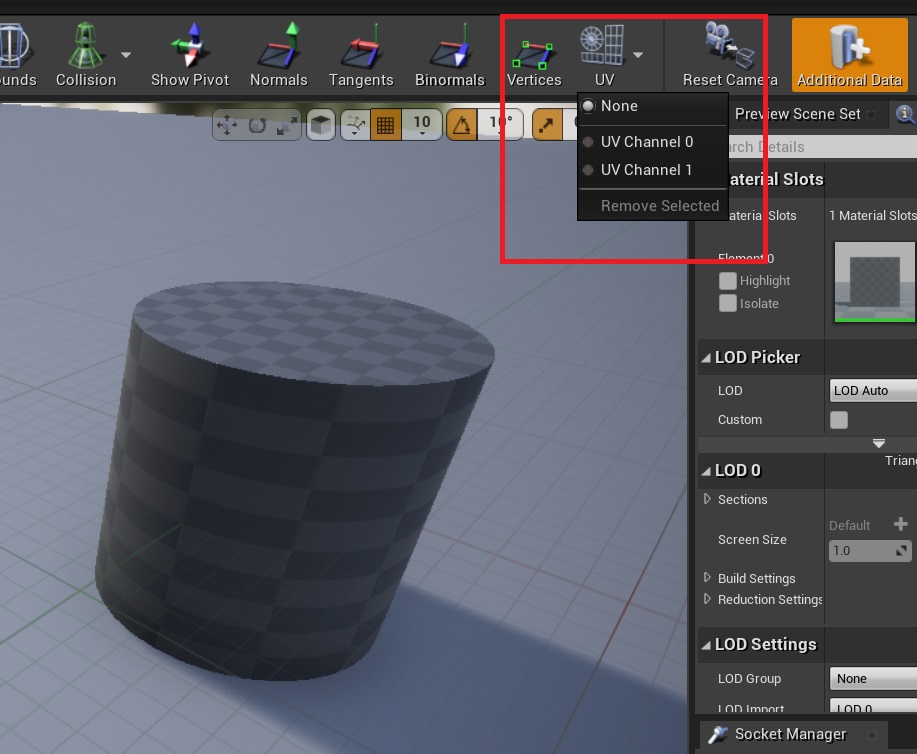 ounds Collision Show Pivot Normals Tangents Binormals Vertices UV Reset Camera Additional Data
None
UV Channel 0
UV Channel 1
Remove Selected
10 10°
Preview Scene Set
rch Details
aterial Slots
aterial Slots 1 Material Slots
Element 0
Highlight
Isolate
LOD Picker
LOD LOD Auto
Custom
Trian
LOD 0
Sections
Screen Size Default
1.0
Build Settings
Reduction Settings
LOD Settings
LOD Group None
LOD Import LOD 0
Socket Manager